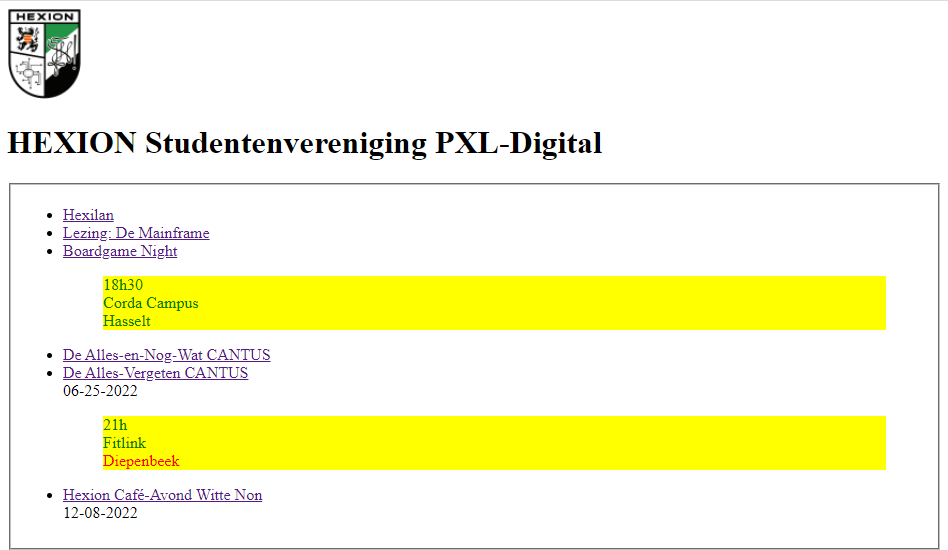 HEXION
HEXION Studentenvereniging PXL-Digital
Hexilan
Lezing: De Mainframe
Boardgame Night
18h30
Corda Campus
Hasselt
De Alles-en-Nog-Wat CANTUS
De Alles-Vergeten CANTUS
06-25-2022
21h
Fitlink
Diepenbeek
Hexion Café-Avond Witte Non
12-08-2022